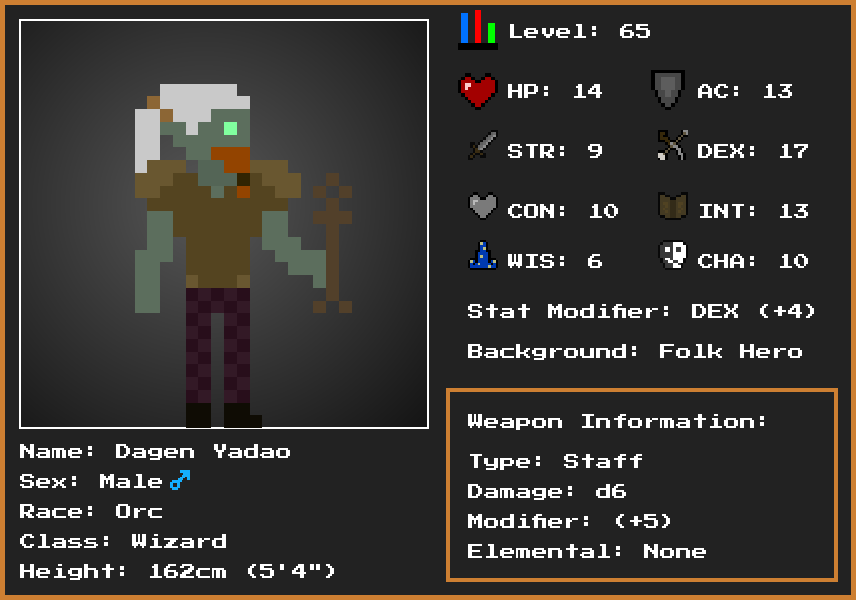 Level: 65
HP: 14 AC: 13
STR: 9 DEX: 17
CON: 10 INT: 13
WIS: 6 CHA: 10
Stat Modifier: DEX (+4)
Background: Folk Hero
Weapon Information:
Type: Staff
Damage: d6
Modifier: (+5)
Elemental: None
Name: Dagen Yadao
Sex: Male ♂
Race: Orc
Class: Wizard
Height: 162cm (5'4")